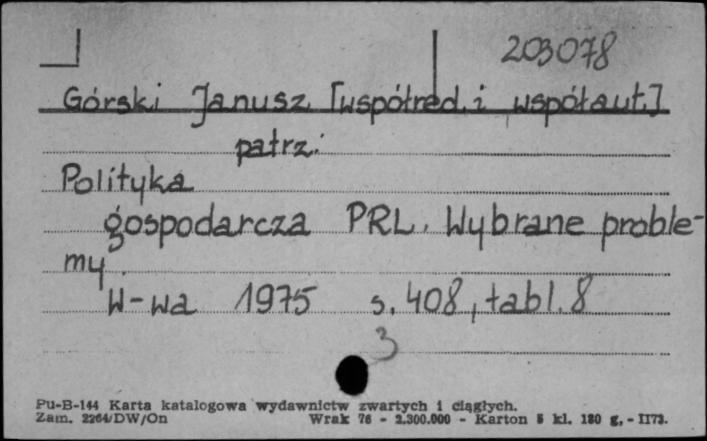 203078
Górski Janusz [współred. i współaut.]
patrz:
Polityka
gospodarcza PRL. Wybrane proble-
my.
W-wa 1975 s. 408, tabl. 8
3
Pu-B-144 Karta katalogowa wydawnictw zwartych i ciągłych.
Zam. 2264/DW/On Wrak 76 - 2.300.000 - Karton 5 kl. 180 g. - II73.